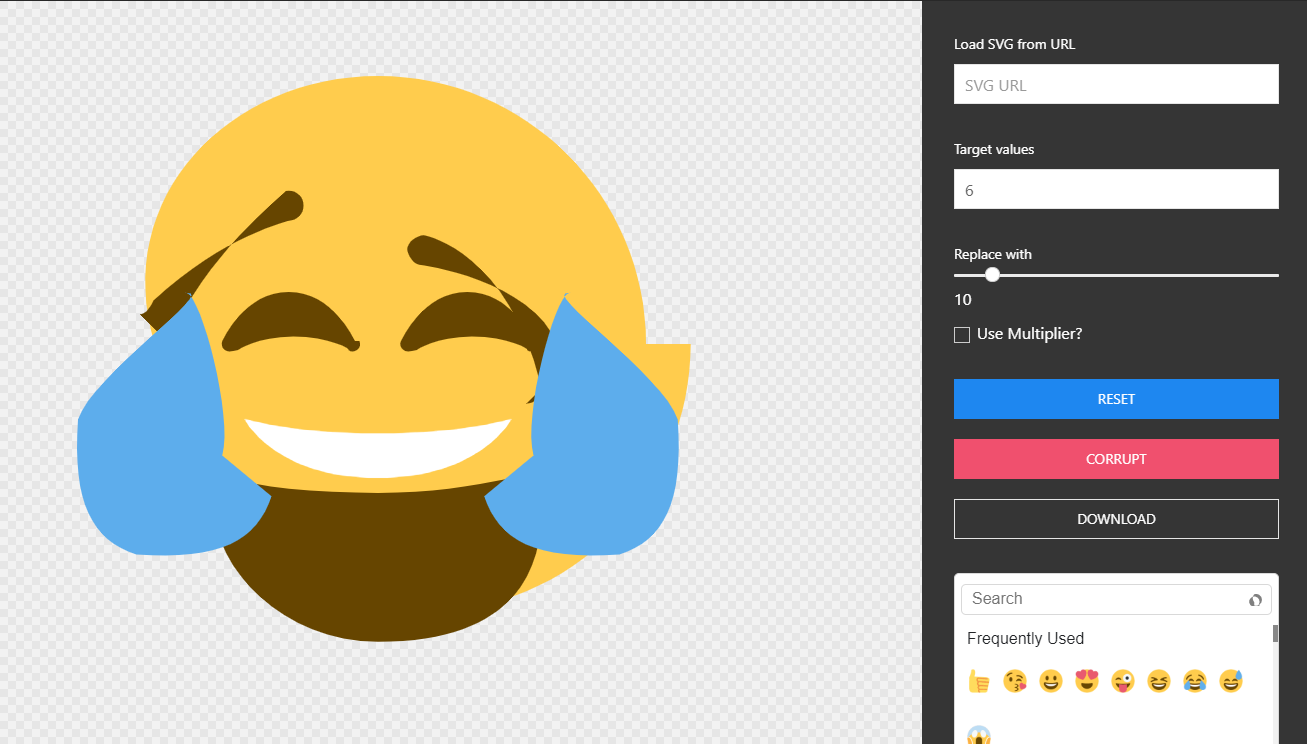 Load SVG from URL
SVG URL
Target values
6
Replace with
10
Use Multiplier?
RESET
CORRUPT
DOWNLOAD
Search
Frequently Used